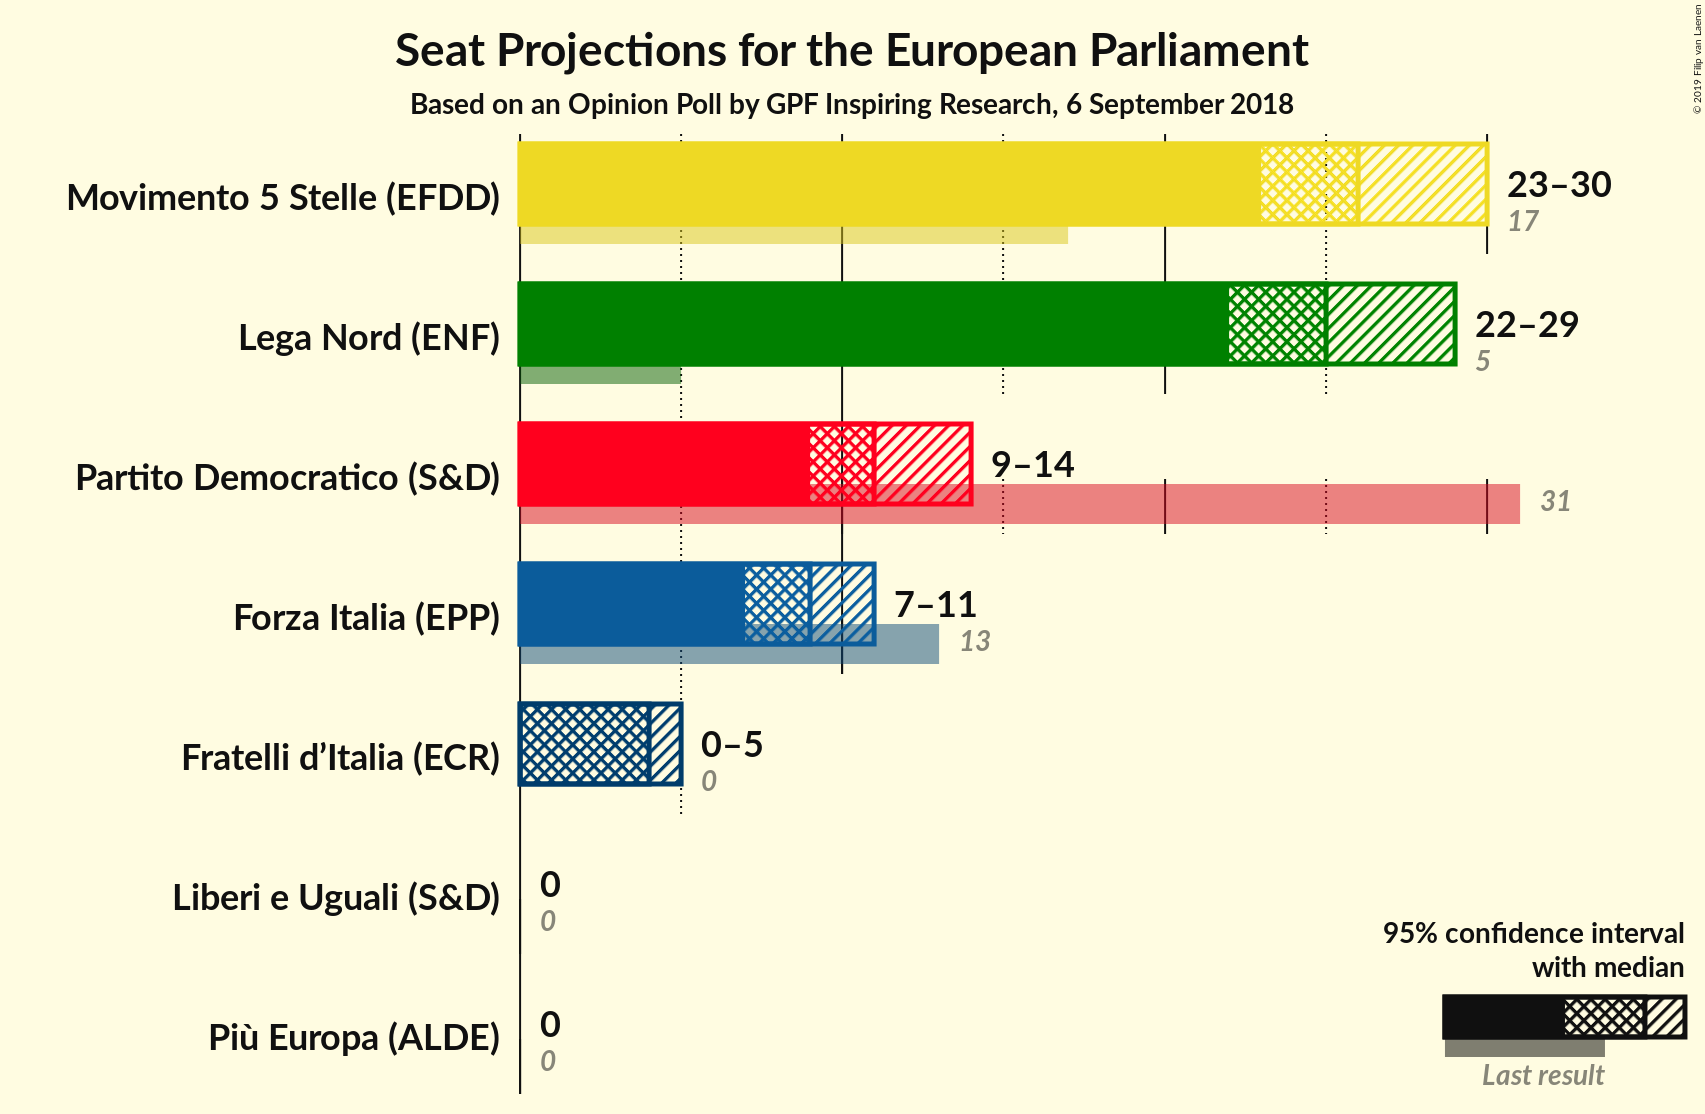 Seat Projections for the European Parliament
Based on an Opinion Poll by GPF Inspiring Research, 6 September 2018
© 2019 Filip van Laenen
Movimento 5 Stelle (EFDD)
23–30
17
Lega Nord (ENF)
22–29
5
Partito Democratico (S&D)
9–14
31
Forza Italia (EPP)
7–11
13
Fratelli d’Italia (ECR)
0–5
0
Liberi e Uguali (S&D)
0
0
Più Europa (ALDE)
0
0
95% confidence interval
with median
Last result